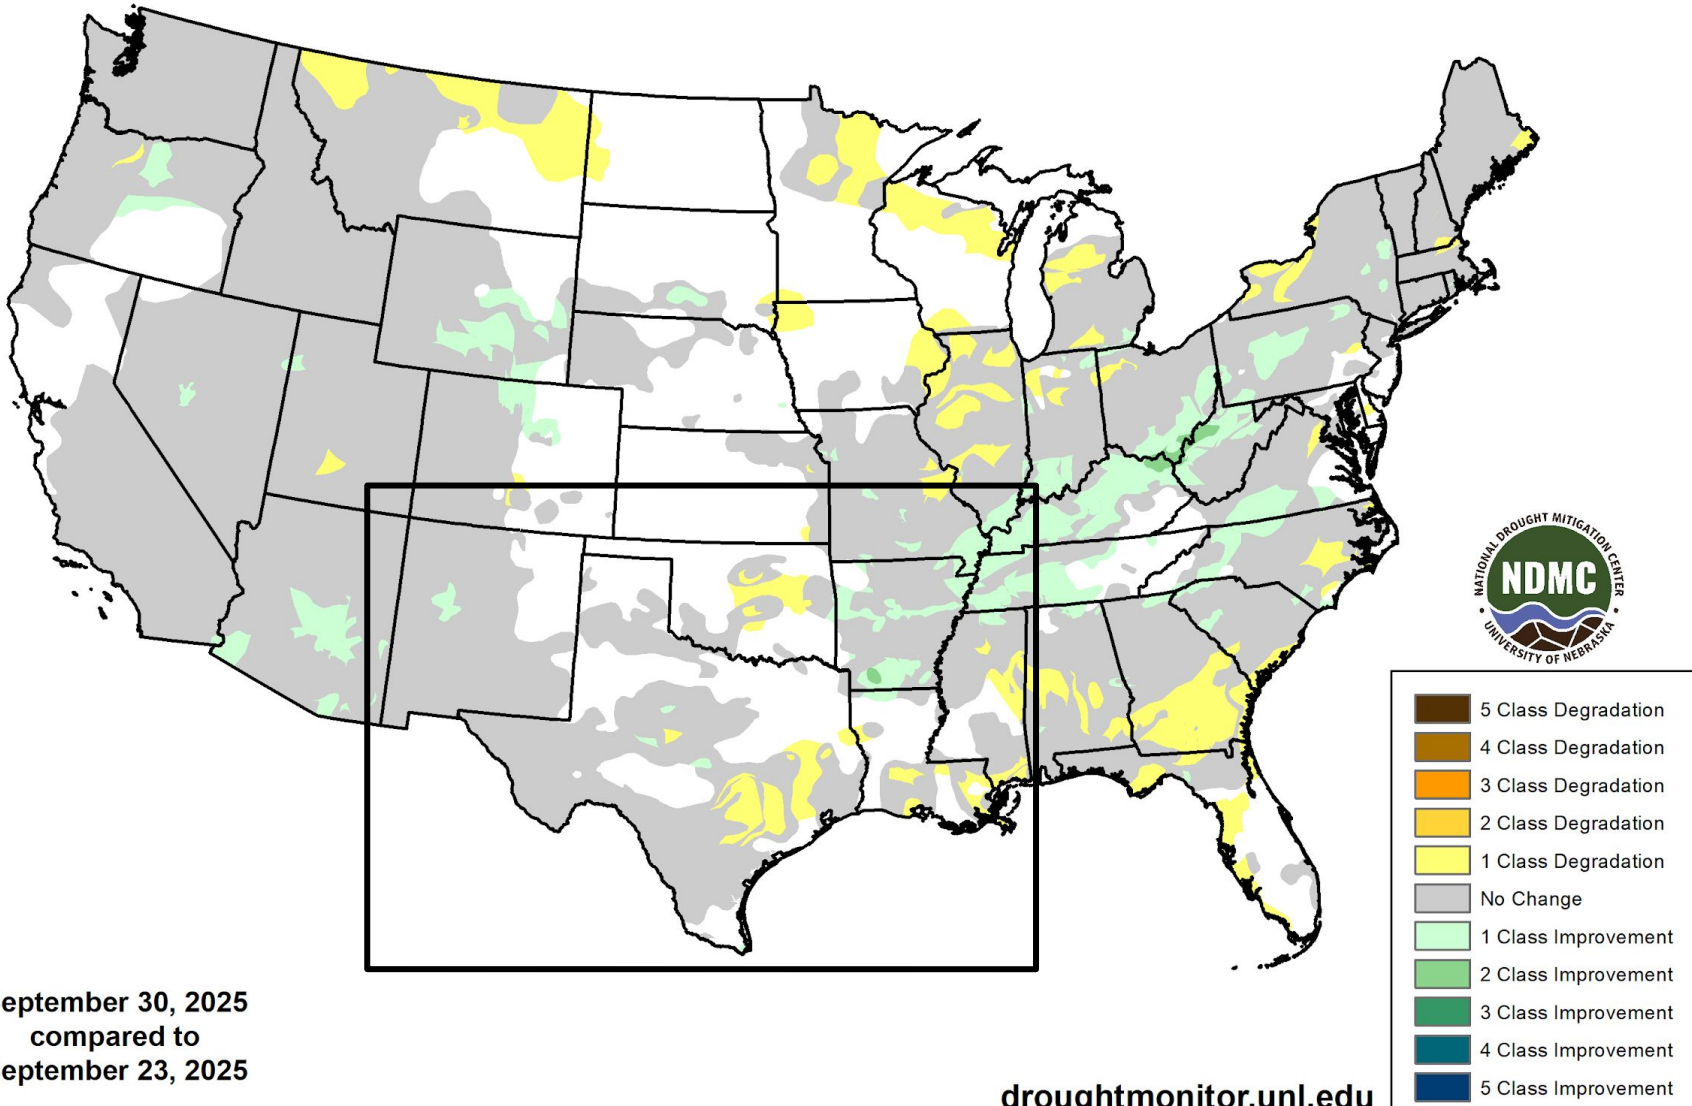 NATIONAL DROUGHT MITIGATION CENTER
NDMC
UNIVERSITY OF NEBRASKA
5 Class Degradation
4 Class Degradation
3 Class Degradation
2 Class Degradation
1 Class Degradation
No Change
1 Class Improvement
2 Class Improvement
3 Class Improvement
4 Class Improvement
5 Class Improvement
eptember 30, 2025
compared to
eptember 23, 2025
droughtmonitor.unl.edu